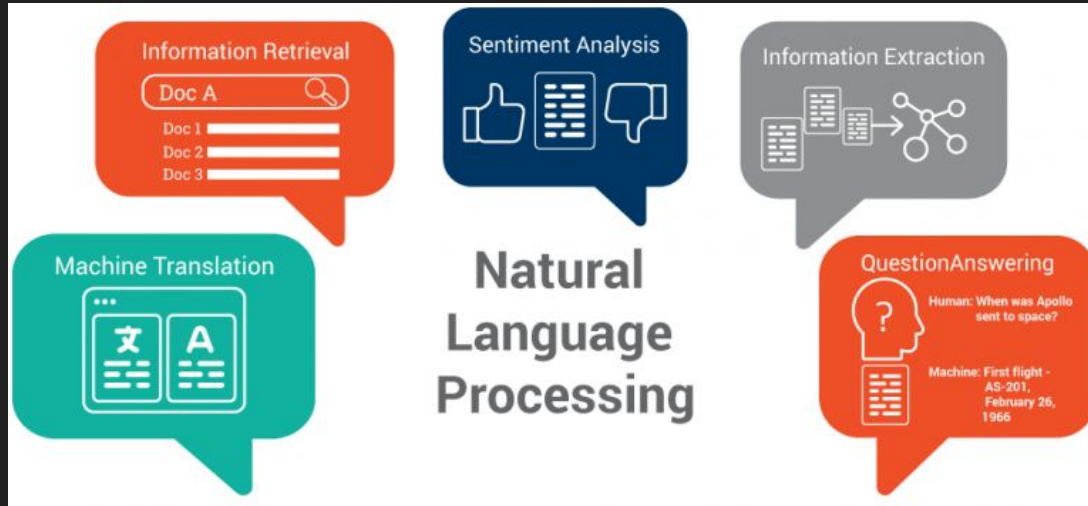 Information Retrieval
Doc A
Doc 1
Doc 2
Doc 3
Sentiment Analysis
Information Extraction
Machine Translation
文 A
Natural
Language
Processing
QuestionAnswering
?
Human: When was Apollo
sent to space?
Machine: First flight -
AS-201,
February 26,
1966